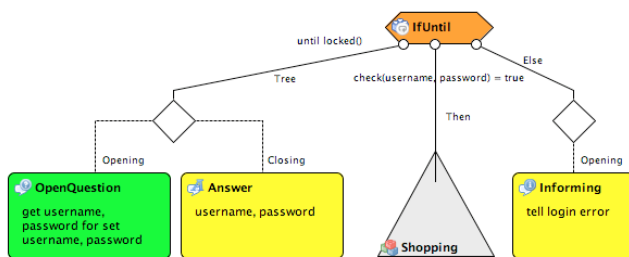 IfUntil
until locked()
Else
check(username, password) = true
Tree
Then
Opening
Closing
Opening
OpenQuestion
get username,
password for set
username, password
Answer
username, password
Shopping
Informing
tell login error